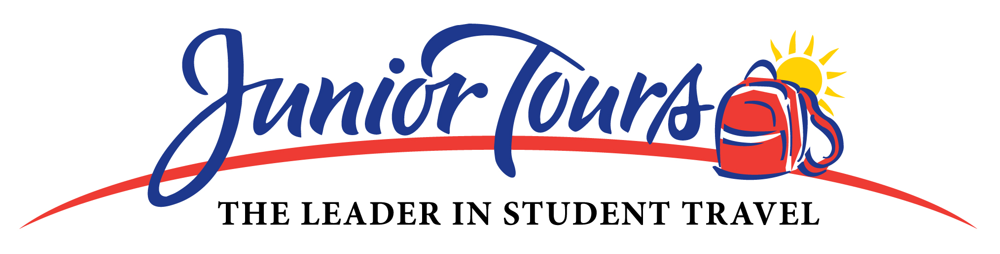 Junior Tours
THE LEADER IN STUDENT TRAVEL